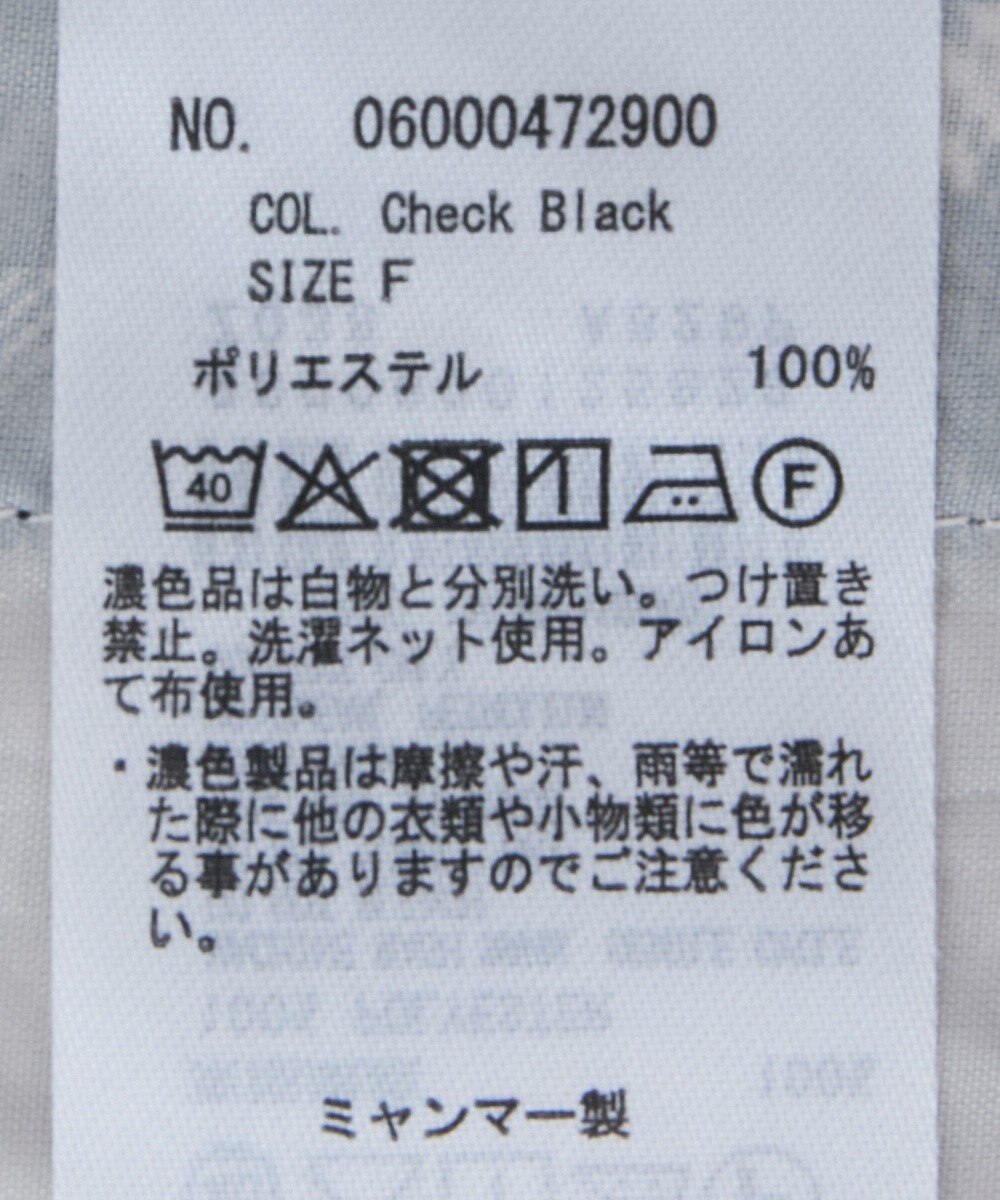 NO. 06000472900
COL. Check Black
SIZE F
ポリエステル 100%
40 F
濃色品は白物と分別洗い。つけ置き
禁止。洗濯ネット使用。アイロンあ
て布使用。
・濃色製品は摩擦や汗、雨等で濡れ
た際に他の衣類や小物類に色が移
る事がありますのでご注意くださ
い。
ミャンマー製